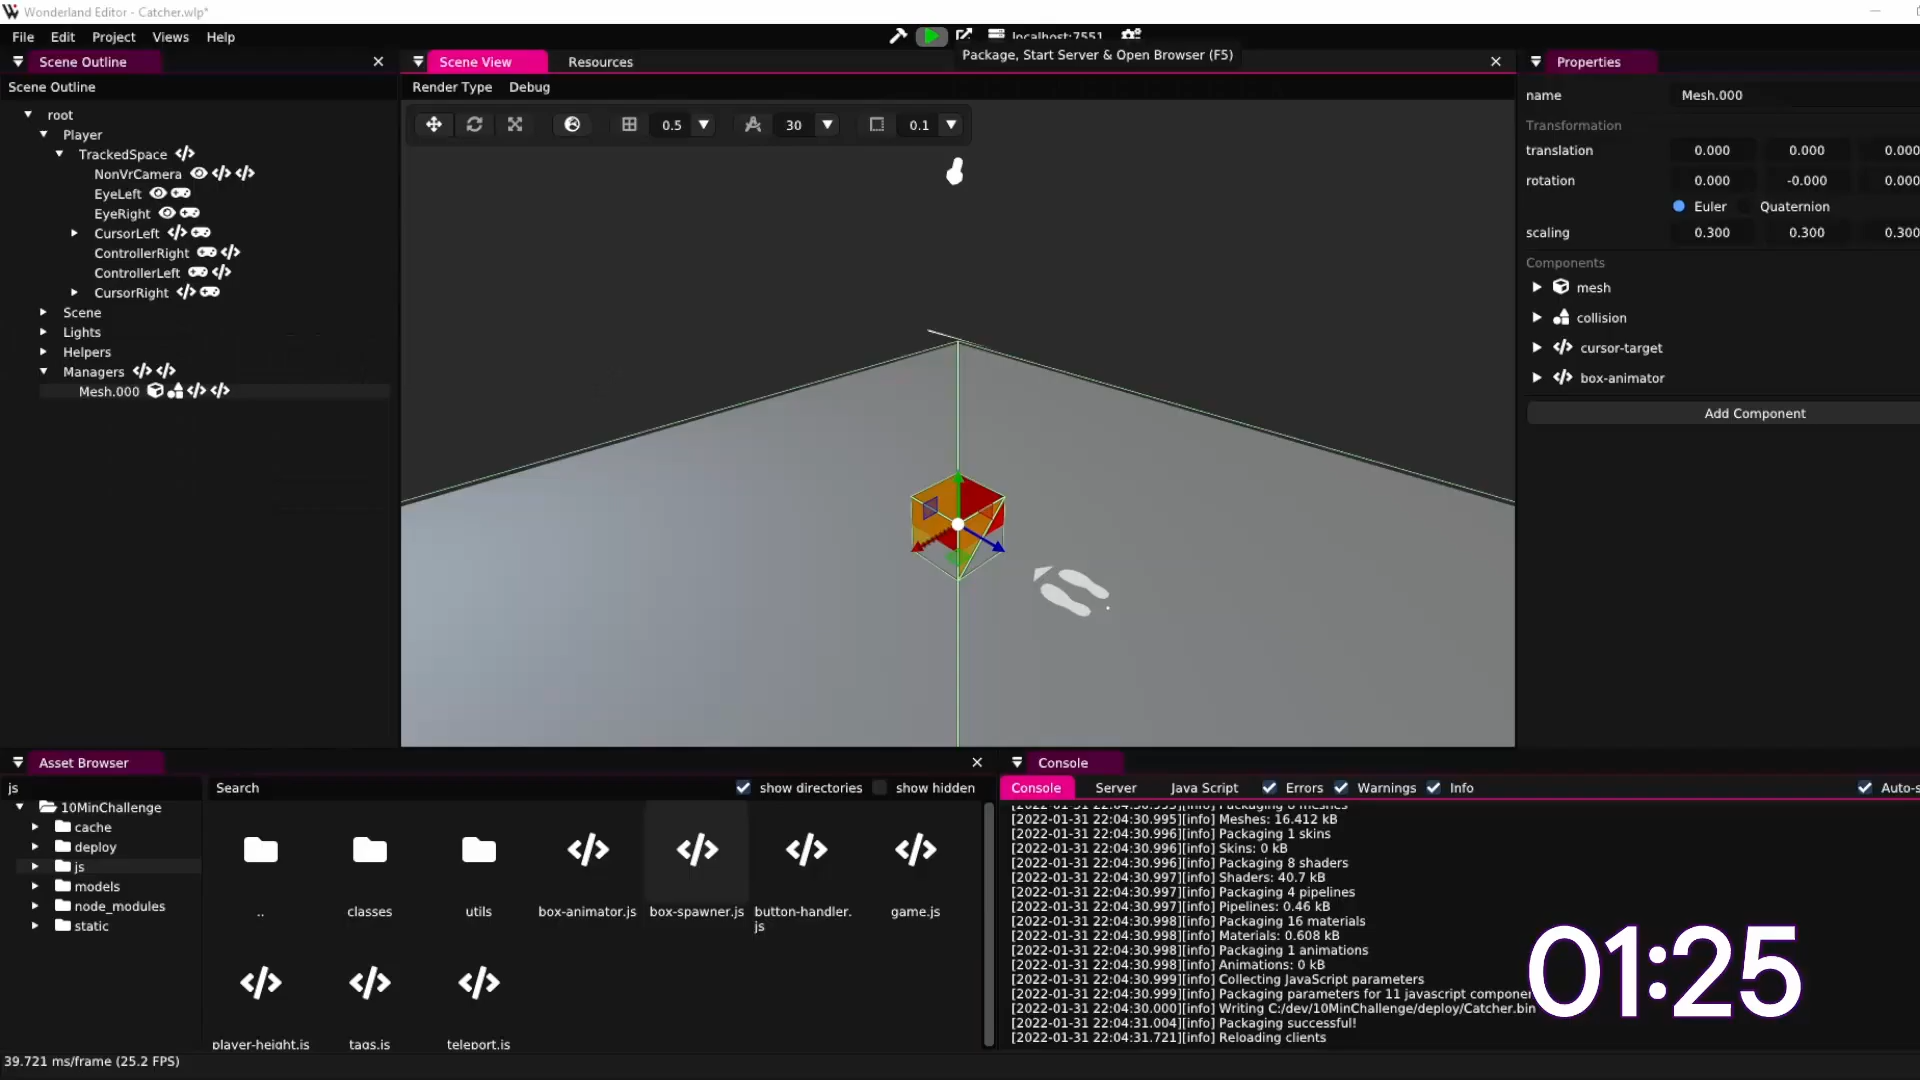 Wonderland Editor - Catcher.wlp*
File Edit Project Views Help
localhost:7551
Package, Start Server & Open Browser (F5)
Scene Outline
Scene View Resources
Properties
Scene Outline
Render Type Debug
name Mesh.000
0.5 30 0.1
root
Player
TrackedSpace
NonVrCamera
EyeLeft
EyeRight
CursorLeft
ControllerRight
ControllerLeft
CursorRight
Scene
Lights
Helpers
Managers
Mesh.000
Transformation
translation 0.000 0.000 0.000
rotation 0.000 -0.000 0.000
Euler Quaternion
scaling 0.300 0.300 0.300
Components
mesh
collision
cursor-target
box-animator
Add Component
Asset Browser
js
Search show directories show hidden
10MinChallenge
cache
deploy
js
models
node_modules
static
..
classes
utils
box-animator.js
box-spawner.js
button-handler.
js
game.js
player-height.js
tags.js
teleport.js
Console
Console Server Java Script Errors Warnings Info Auto-s
[2022-01-31 22:04:30.995][info] Packaging 8 meshes
[2022-01-31 22:04:30.995][info] Meshes: 16.412 kB
[2022-01-31 22:04:30.996][info] Packaging 1 skins
[2022-01-31 22:04:30.996][info] Skins: 0 kB
[2022-01-31 22:04:30.996][info] Packaging 8 shaders
[2022-01-31 22:04:30.997][info] Shaders: 40.7 kB
[2022-01-31 22:04:30.997][info] Packaging 4 pipelines
[2022-01-31 22:04:30.997][info] Pipelines: 0.46 kB
[2022-01-31 22:04:30.998][info] Packaging 16 materials
[2022-01-31 22:04:30.998][info] Materials: 0.608 kB
[2022-01-31 22:04:30.998][info] Packaging 1 animations
[2022-01-31 22:04:30.998][info] Animations: 0 kB
[2022-01-31 22:04:30.999][info] Collecting JavaScript parameters
[2022-01-31 22:04:30.999][info] Packaging parameters for 11 javascript componen
[2022-01-31 22:04:30.000][info] Writing C:/dev/10MinChallenge/deploy/Catcher.bin
[2022-01-31 22:04:31.004][info] Packaging successful!
[2022-01-31 22:04:31.721][info] Reloading clients
01:25
39.721 ms/frame (25.2 FPS)